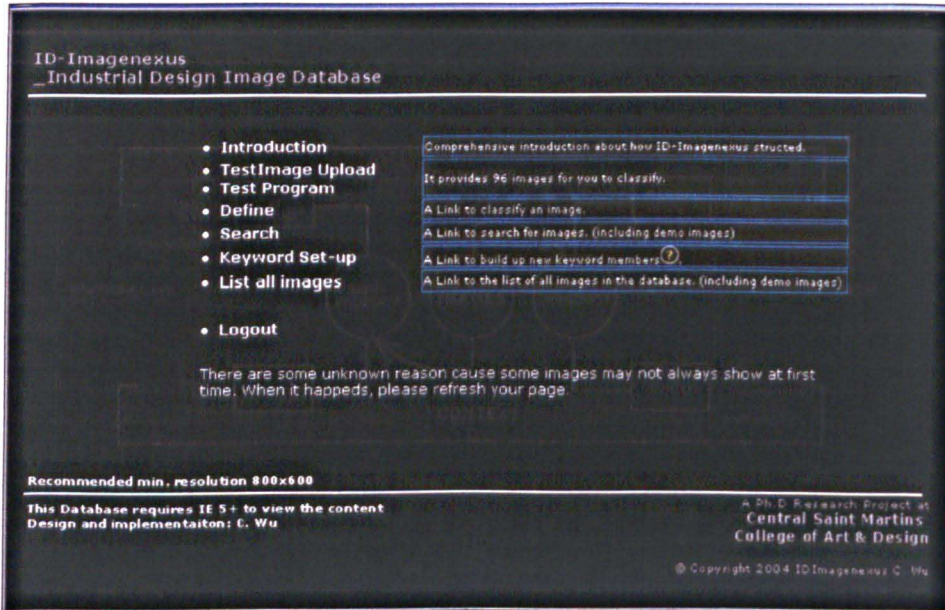 ID-Imagenexus
_Industrial Design Image Database
• Introduction
Comprehensive introduction about how ID-Imagenexus structed.
• TestImage Upload
• Test Program
It provides 96 images for you to classify.
• Define
A Link to classify an image.
• Search
A Link to search for images. (including demo images)
• Keyword Set-up
A Link to build up new keyword members ?.
• List all images
A Link to the list of all images in the database. (including demo images)
• Logout
There are some unknown reason cause some images may not always show at first
time. When it happeds, please refresh your page.
CONTEXT
Recommended min. resolution 800x600
This Database requires IE 5+ to view the content
Design and implementaiton: C. Wu
A Ph.D Research Project at
Central Saint Martins
College of Art & Design
© Copyright 2004 IDImagenexus C. Wu